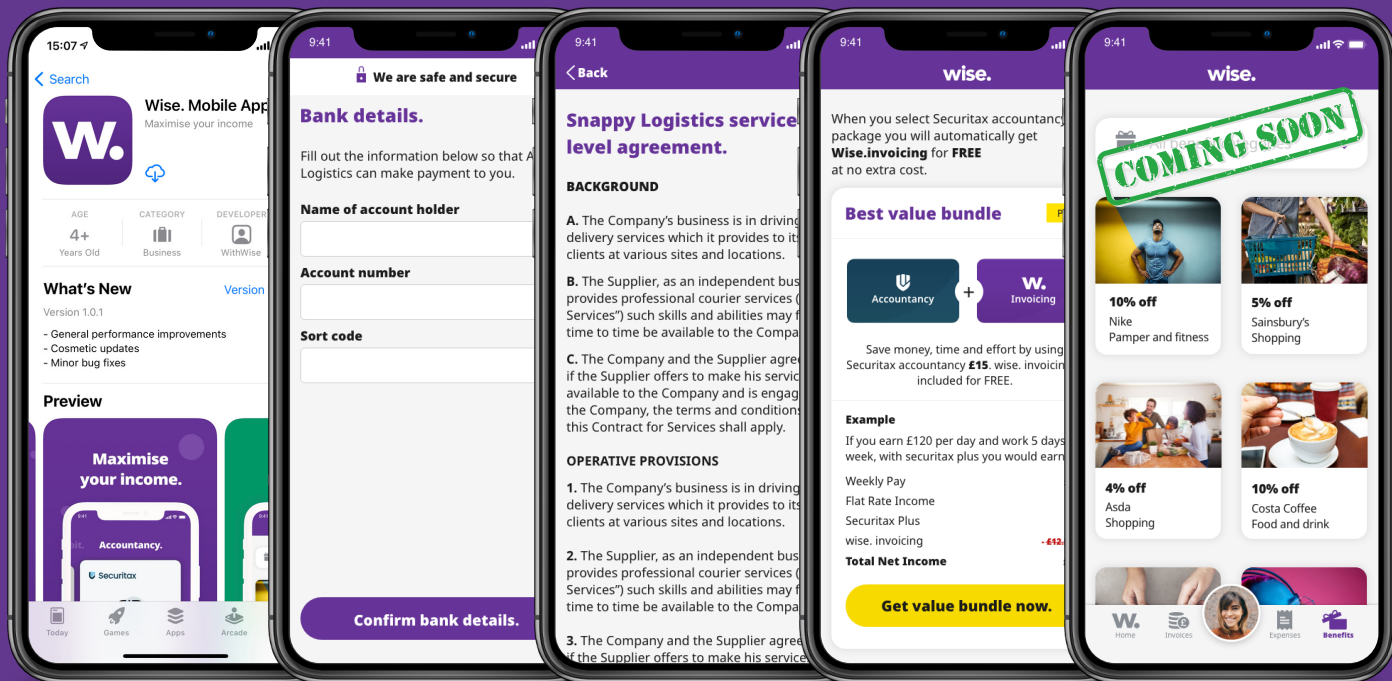 15:07
Search
W.
Wise. Mobile App
Maximise your income
AGE
4+
Years Old
CATEGORY
Business
DEVELOPER
WithWise
What's New
Version
Version 1.0.1
- General performance improvements
- Cosmetic updates
- Minor bug fixes
Preview
Maximise
your income.
9:41
Accountancy.
Securitax
Today
Games
Apps
Arcade
9:41
We are safe and secure
Bank details.
Fill out the information below so that A
Logistics can make payment to you.
Name of account holder
Account number
Sort code
Confirm bank details.
9:41
Back
Snappy Logistics service
level agreement.
BACKGROUND
A. The Company's business is in driving
delivery services which it provides to its
clients at various sites and locations.
B. The Supplier, as an independent bus
provides professional courier services (
Services") such skills and abilities may f
time to time be available to the Compa
C. The Company and the Supplier agree
if the Supplier offers to make his servic
available to the Company and is engag
the Company, the terms and conditions
this Contract for Services shall apply.
OPERATIVE PROVISIONS
1. The Company's business is in driving
delivery services which it provides to its
clients at various sites and locations.
2. The Supplier, as an independent bus
provides professional courier services (
Services") such skills and abilities may f
time to time be available to the Compa
3. The Company and the Supplier agree
if the Supplier offers to make his service
9:41
wise.
When you select Securitax accountancy
package you will automatically get
Wise.invoicing for FREE
at no extra cost.
Best value bundle
Accountancy
+
W.
Invoicing
Save money, time and effort by using
Securitax accountancy £15. wise. invoicin
included for FREE.
Example
If you earn £120 per day and work 5 days
week, with securitax plus you would earn
Weekly Pay
Flat Rate Income
Securitax Plus
wise. invoicing
- £12.
Total Net Income
Get value bundle now.
9:41
wise.
COMING SOON
10% off
Nike
Pamper and fitness
5% off
Sainsbury's
Shopping
4% off
Asda
Shopping
10% off
Costa Coffee
Food and drink
W.
Home
Invoices
Expenses
Benefits